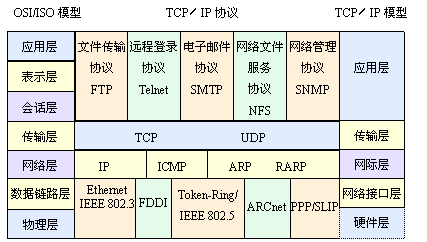 OSI/ISO 模型 TCP/ IP 协议 TCP/ IP 模型
应用层
表示层
会话层
文件传输
协议
FTP
远程登录
协议
Telnet
电子邮件
协议
SMTP
网络文件
服务
协议
NFS
网络管理
协议
SNMP
应用层
传输层 TCP UDP 传输层
网络层 IP ICMP ARP RARP 网际层
数据链路层
物理层
Ethernet
IEEE 802.3
FDDI
Token-Ring/
IEEE 802.5
ARCnet
PPP/SLIP
网络接口层
硬件层